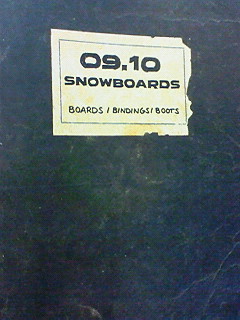 09.10
SNOWBOARDS
BOARDS / BINDINGS / BOOTS